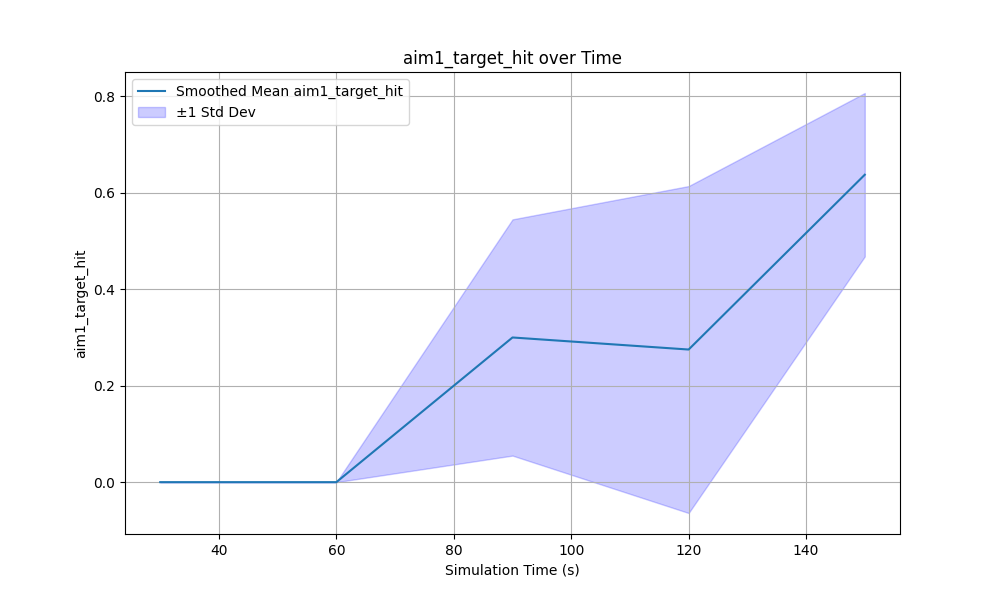 aim1_target_hit over Time
Smoothed Mean aim1_target_hit
±1 Std Dev
aim1_target_hit
0.8
0.6
0.4
0.2
0.0
40 60 80 100 120 140
Simulation Time (s)